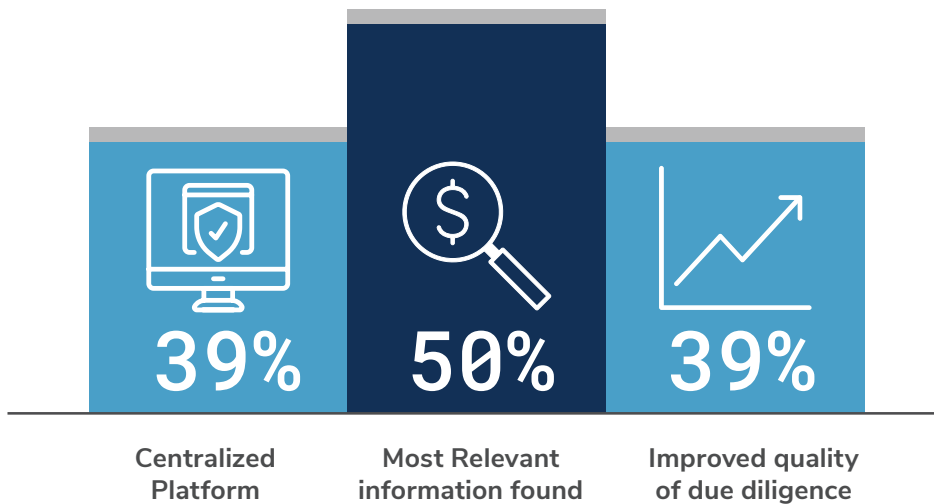 39%
50%
39%
Centralized
Platform
Most Relevant
information found
Improved quality
of due diligence